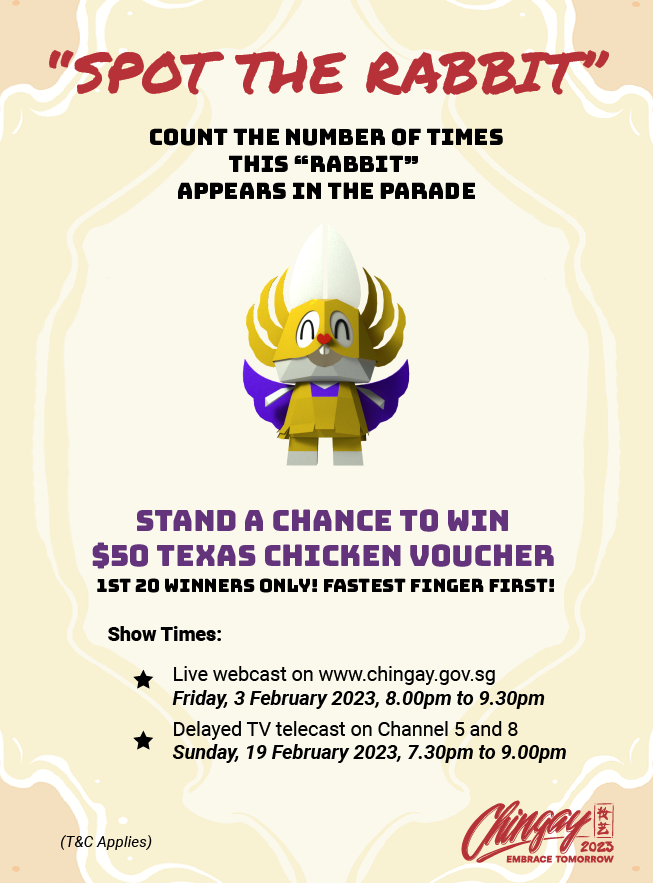 “SPOT THE RABBIT”
COUNT THE NUMBER OF TIMES
THIS “RABBIT”
APPEARS IN THE PARADE
STAND A CHANCE TO WIN
$50 TEXAS CHICKEN VOUCHER
1ST 20 WINNERS ONLY! FASTEST FINGER FIRST!
Show Times:
Live webcast on www.chingay.gov.sg
Friday, 3 February 2023, 8.00pm to 9.30pm
Delayed TV telecast on Channel 5 and 8
Sunday, 19 February 2023, 7.30pm to 9.00pm
(T&C Applies)
Chingay 妆艺
2023
EMBRACE TOMORROW